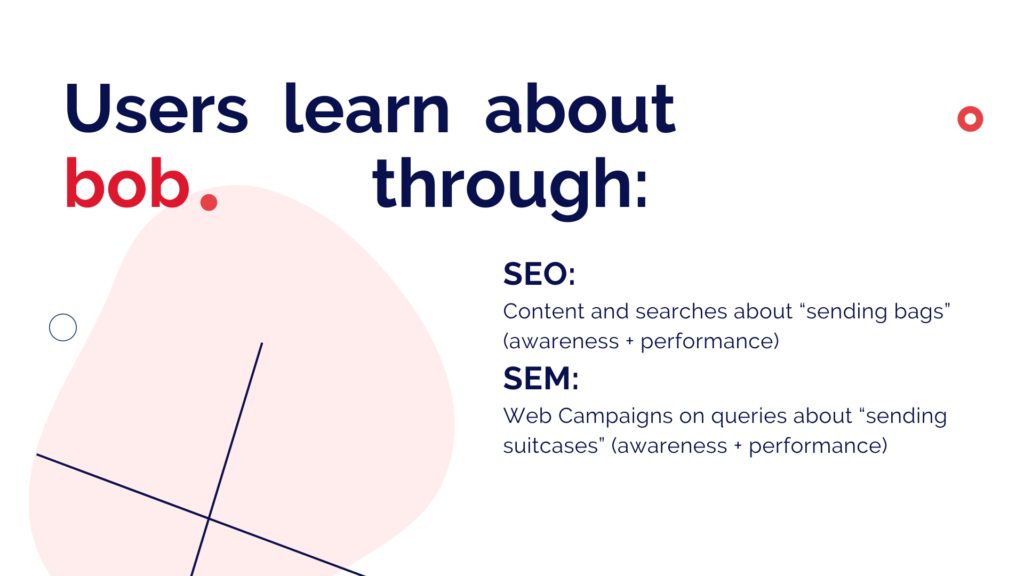 Users learn about
bob. through:
SEO:
Content and searches about “sending bags”
(awareness + performance)
SEM:
Web Campaigns on queries about “sending
suitcases” (awareness + performance)